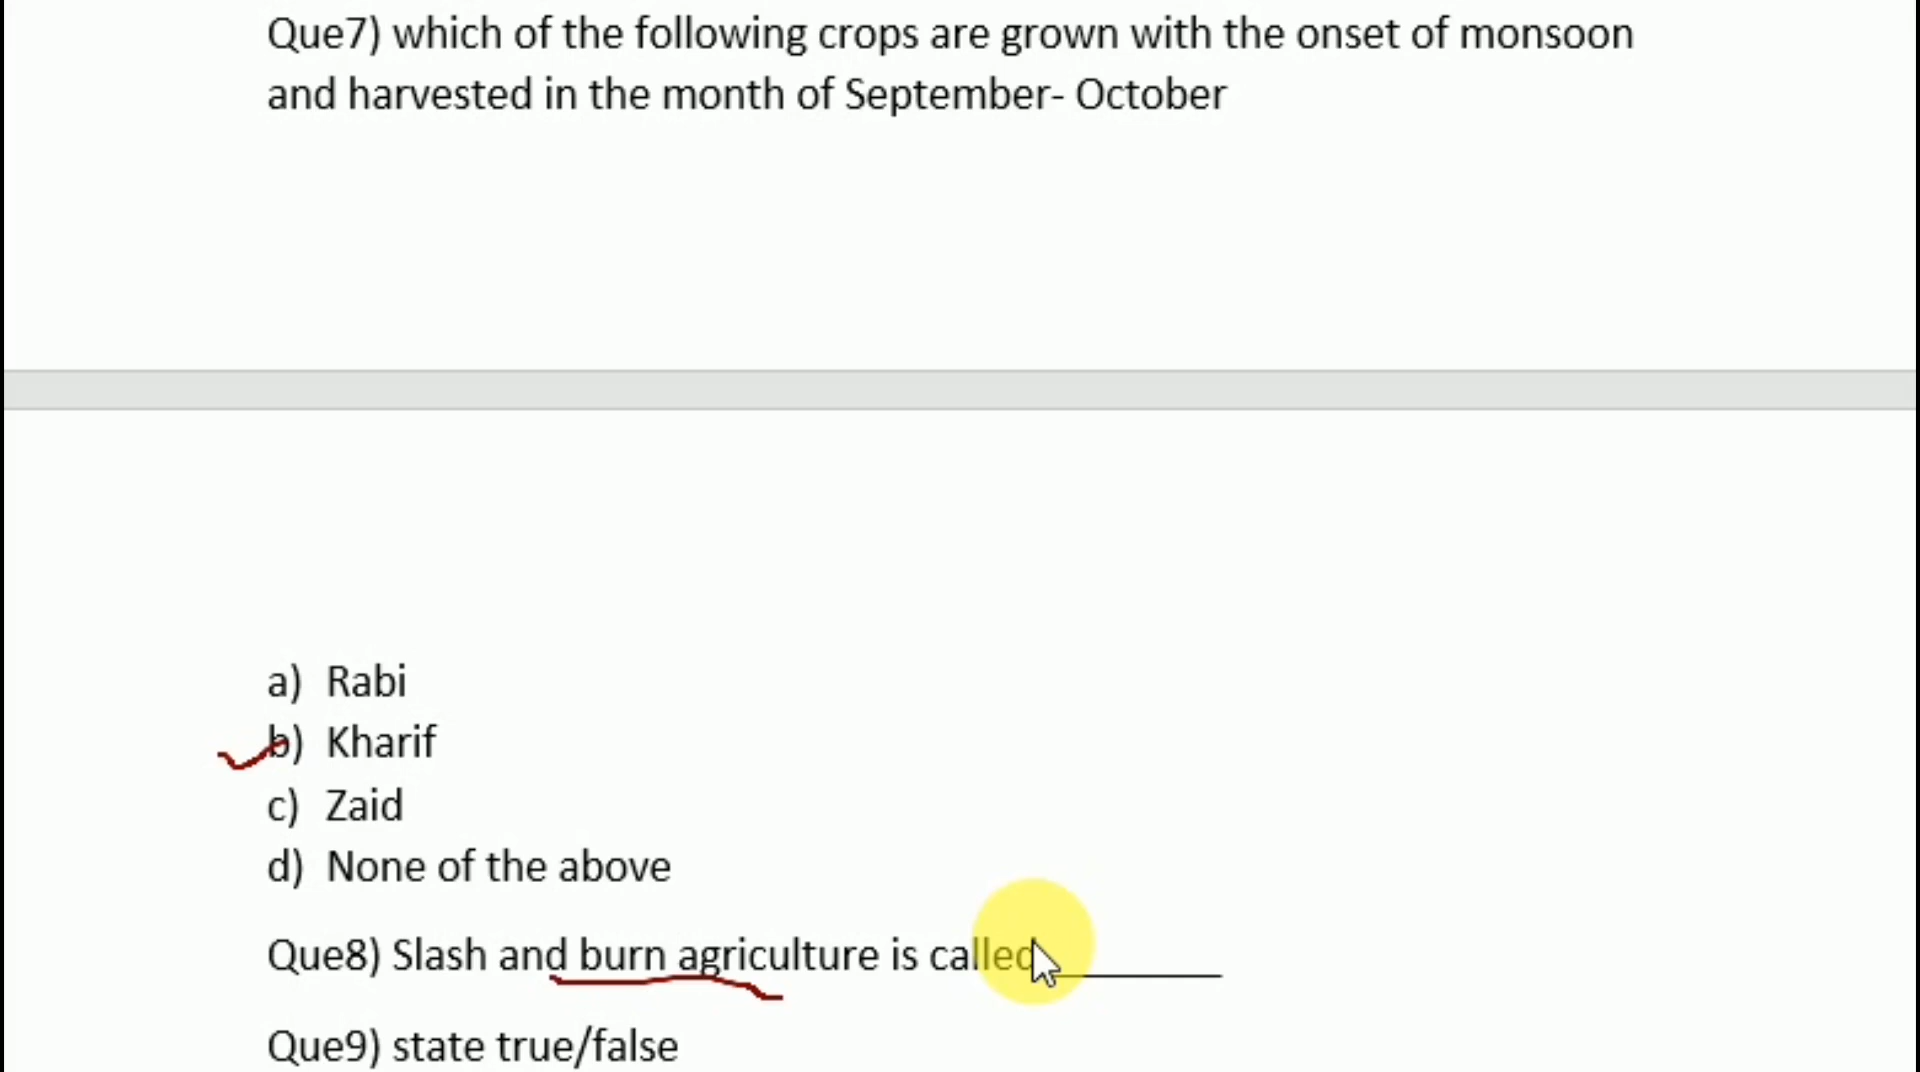 Que7) which of the following crops are grown with the onset of monsoon
and harvested in the month of September- October
a) Rabi
b) Kharif
c) Zaid
d) None of the above
Que8) Slash and burn agriculture is called________
Que9) state true/false